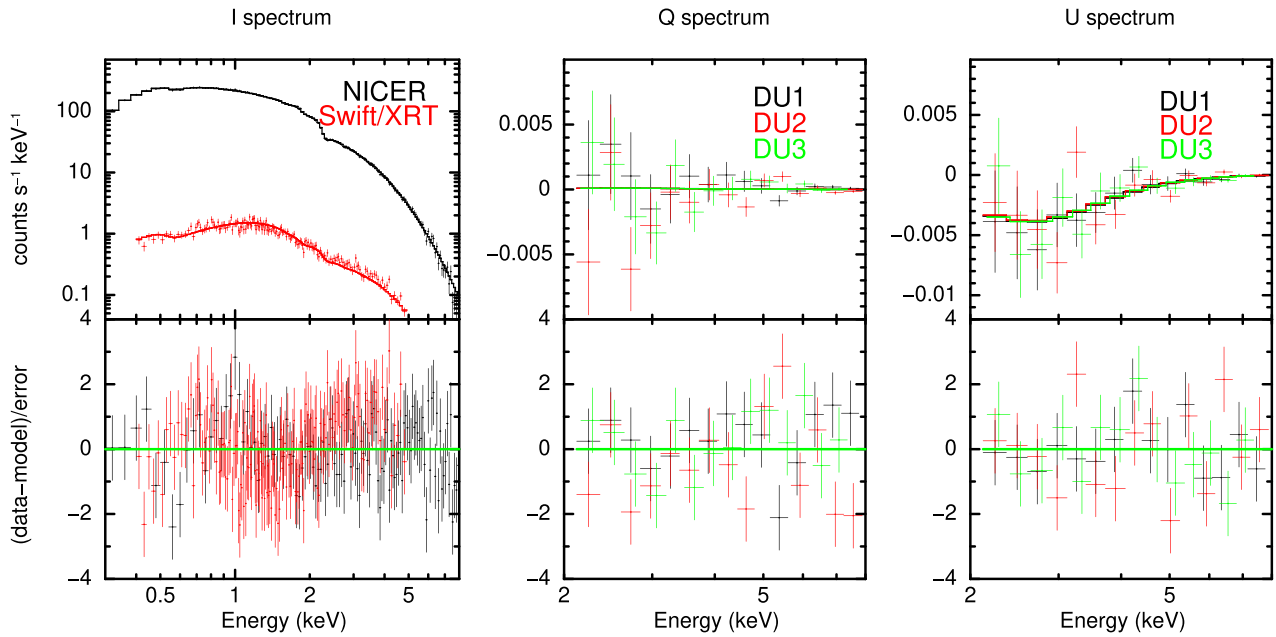 I spectrum
Q spectrum
U spectrum
counts s⁻¹ keV⁻¹
100
10
1
0.1
NICER
Swift/XRT
0.005
0
−0.005
DU1
DU2
DU3
0.005
0
−0.005
−0.01
DU1
DU2
DU3
(data−model)/error
4
2
0
−2
−4
0.5
1
2
5
Energy (keV)
4
2
0
−2
−4
2
5
Energy (keV)
4
2
0
−2
−4
2
5
Energy (keV)